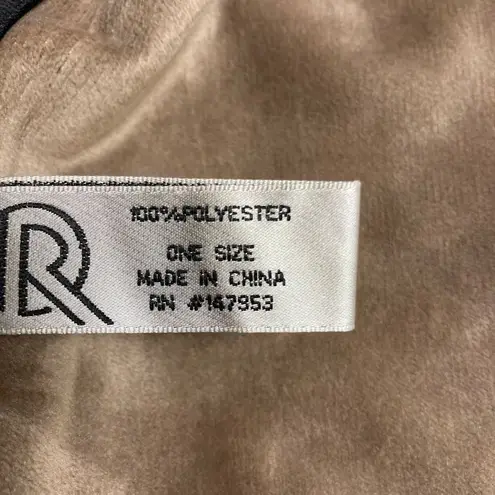 R
100%POLYESTER
ONE SIZE
MADE IN CHINA
RN #147953